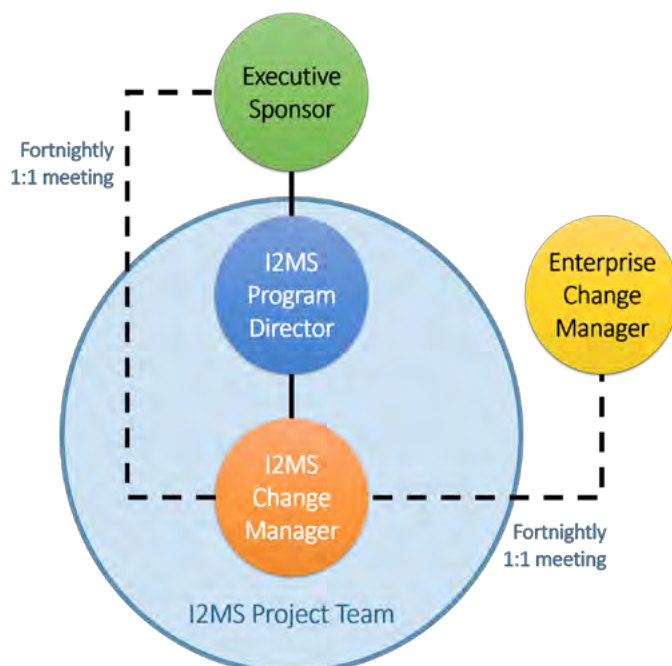 Executive
Sponsor
Fortnightly
1:1 meeting
I2MS
Program
Director
Enterprise
Change
Manager
I2MS
Change
Manager
Fortnightly
1:1 meeting
I2MS Project Team